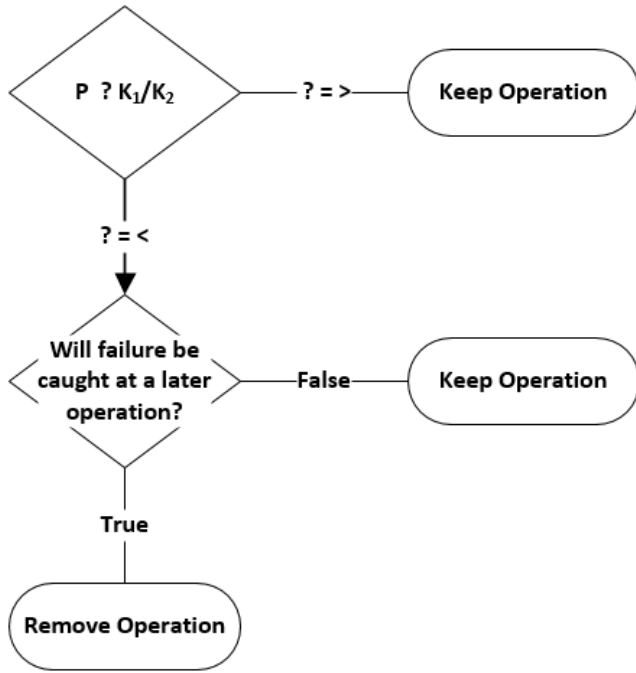 P ? K₁/K₂
? = >
Keep Operation
? = <
Will failure be
caught at a later
operation?
False
Keep Operation
True
Remove Operation